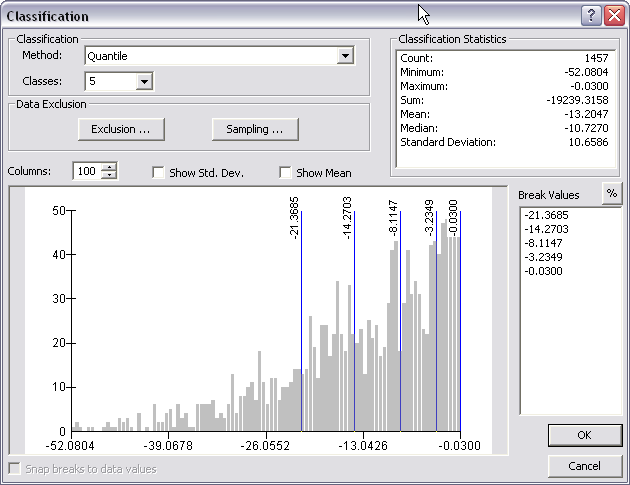 Classification
Classification
Method: Quantile
Classes: 5
Data Exclusion
Exclusion ...
Sampling ...
Classification Statistics
Count: 1457
Minimum: -52.0804
Maximum: -0.0300
Sum: -19239.3158
Mean: -13.2047
Median: -10.7270
Standard Deviation: 10.6586
Columns: 100
Show Std. Dev.
Show Mean
Break Values
%
-21.3685
-14.2703
-8.1147
-3.2349
-0.0300
-21.3685
-14.2703
-8.1147
-3.2349
-0.0300
50
40
30
20
10
0
-52.0804
-39.0678
-26.0552
-13.0426
-0.0300
OK
Cancel
Snap breaks to data values